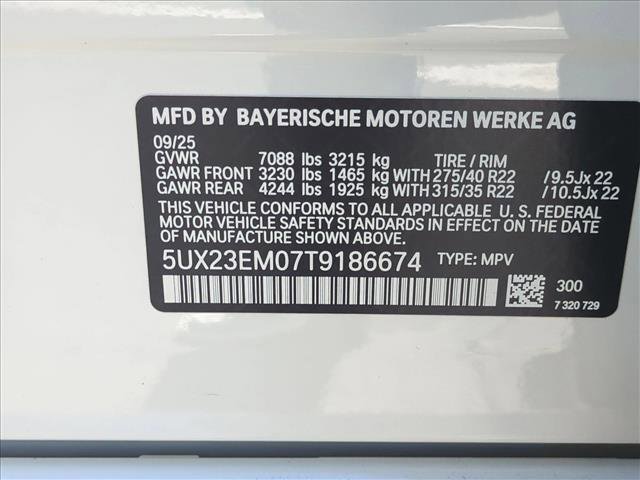 MFD BY BAYERISCHE MOTOREN WERKE AG
09/25
GVWR 7088 lbs 3215 kg TIRE / RIM
GAWR FRONT 3230 lbs 1465 kg WITH 275/40 R22 /9.5Jx22
GAWR REAR 4244 lbs 1925 kg WITH 315/35 R22 /10.5Jx22
THIS VEHICLE CONFORMS TO ALL APPLICABLE U. S. FEDERAL
MOTOR VEHICLE SAFETY STANDARDS IN EFFECT ON THE DATE
OF MANUFACTURE SHOWN ABOVE.
5UX23EM07T9186674 TYPE: MPV
300
7 320 729